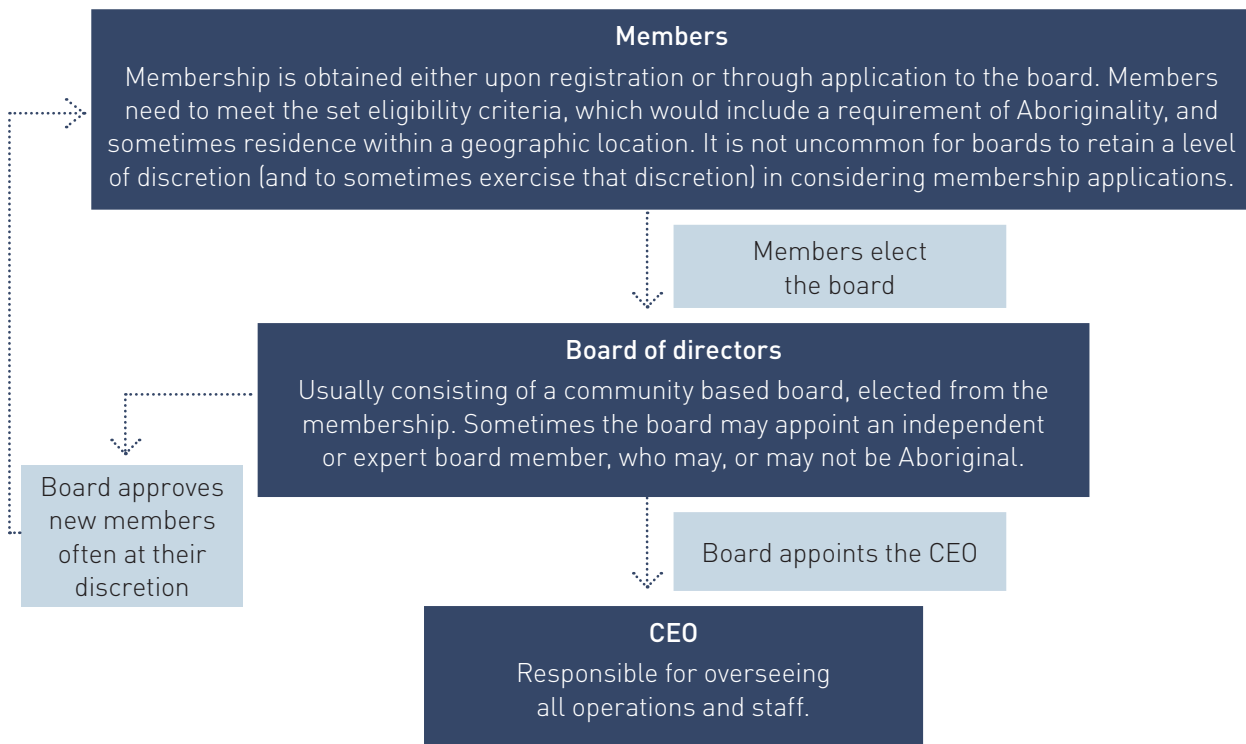 Members
Membership is obtained either upon registration or through application to the board. Members
need to meet the set eligibility criteria, which would include a requirement of Aboriginality, and
sometimes residence within a geographic location. It is not uncommon for boards to retain a level
of discretion (and to sometimes exercise that discretion) in considering membership applications.
Members elect
the board
Board of directors
Usually consisting of a community based board, elected from the
membership. Sometimes the board may appoint an independent
or expert board member, who may, or may not be Aboriginal.
Board approves
new members
often at their
discretion
Board appoints the CEO
CEO
Responsible for overseeing
all operations and staff.